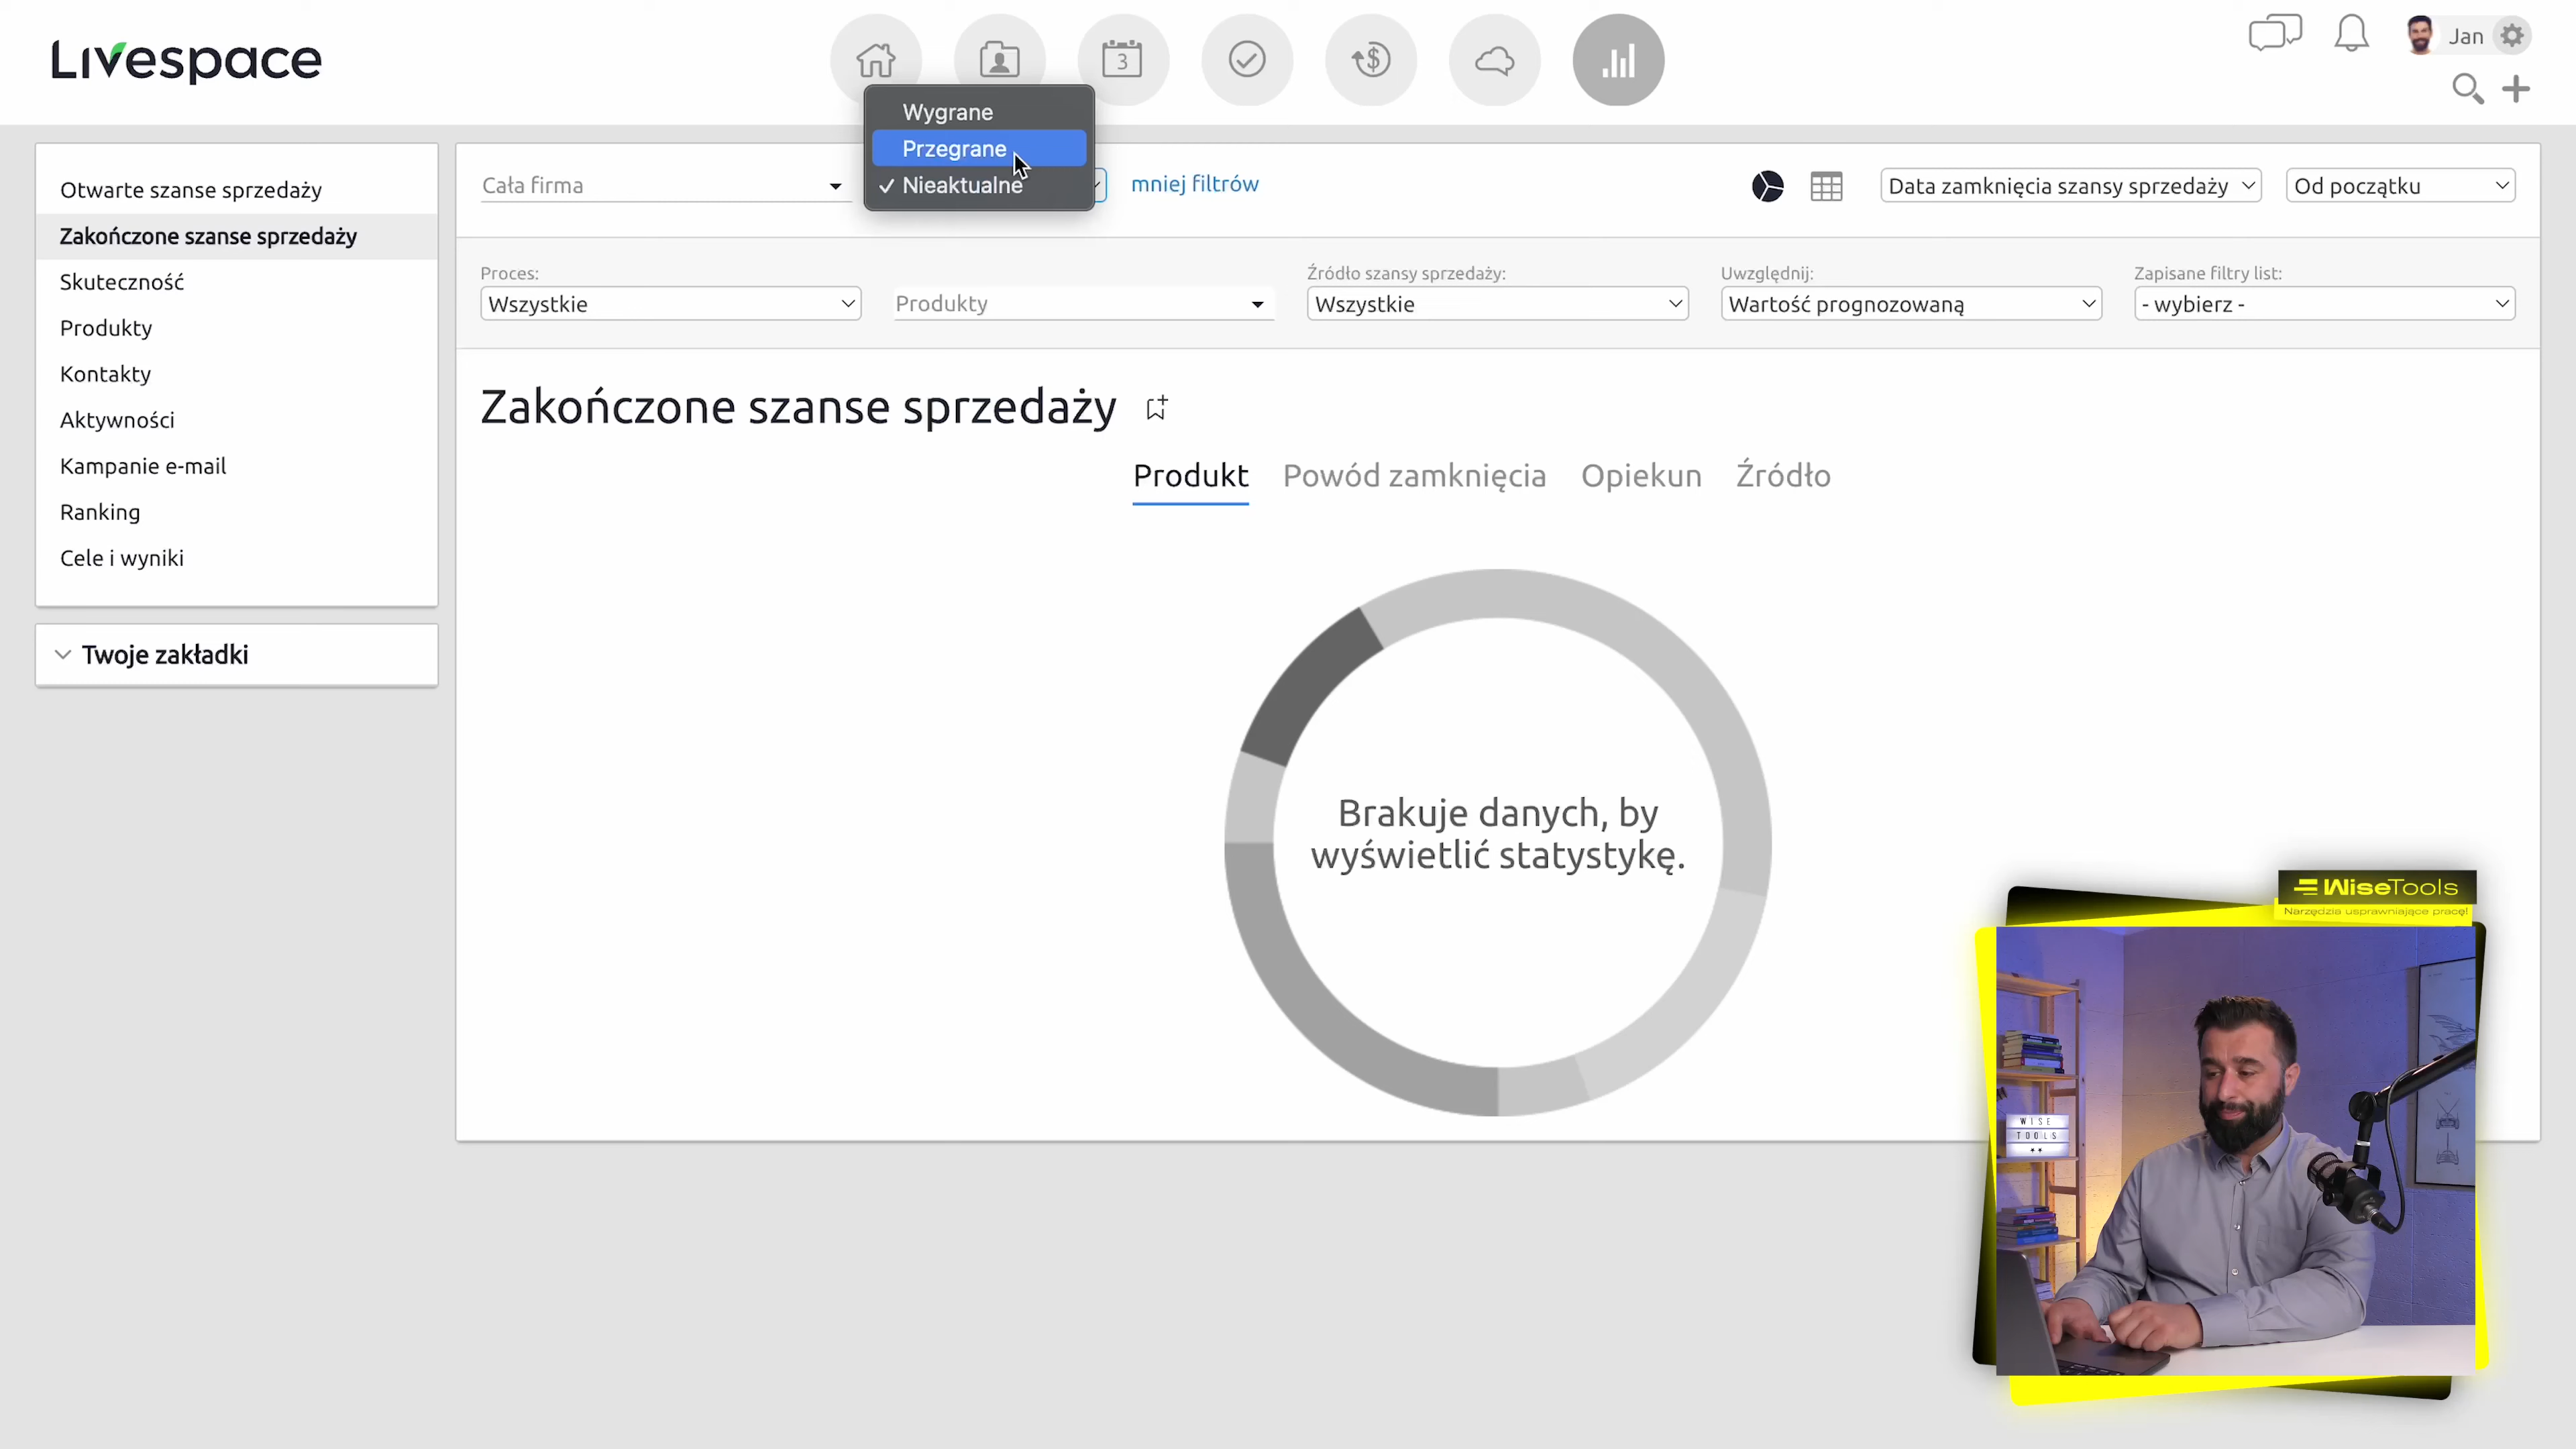 Livespace
3
Jan
Wygrane
Przegrane
✓ Nieaktualne
Otwarte szanse sprzedaży
Zakończone szanse sprzedaży
Skuteczność
Produkty
Kontakty
Aktywności
Kampanie e-mail
Ranking
Cele i wyniki
Twoje zakładki
Cała firma
mniej filtrów
Data zamknięcia szansy sprzedaży
Od początku
Proces:
Wszystkie
Produkty
Źródło szansy sprzedaży:
Wszystkie
Uwzględnij:
Wartość prognozowaną
Zapisane filtry list:
- wybierz -
Zakończone szanse sprzedaży
Produkt
Powód zamknięcia
Opiekun
Źródło
Brakuje danych, by
wyświetlić statystykę.
WiseTools
Narzędzia usprawniające pracę!
WISE
TOOLS